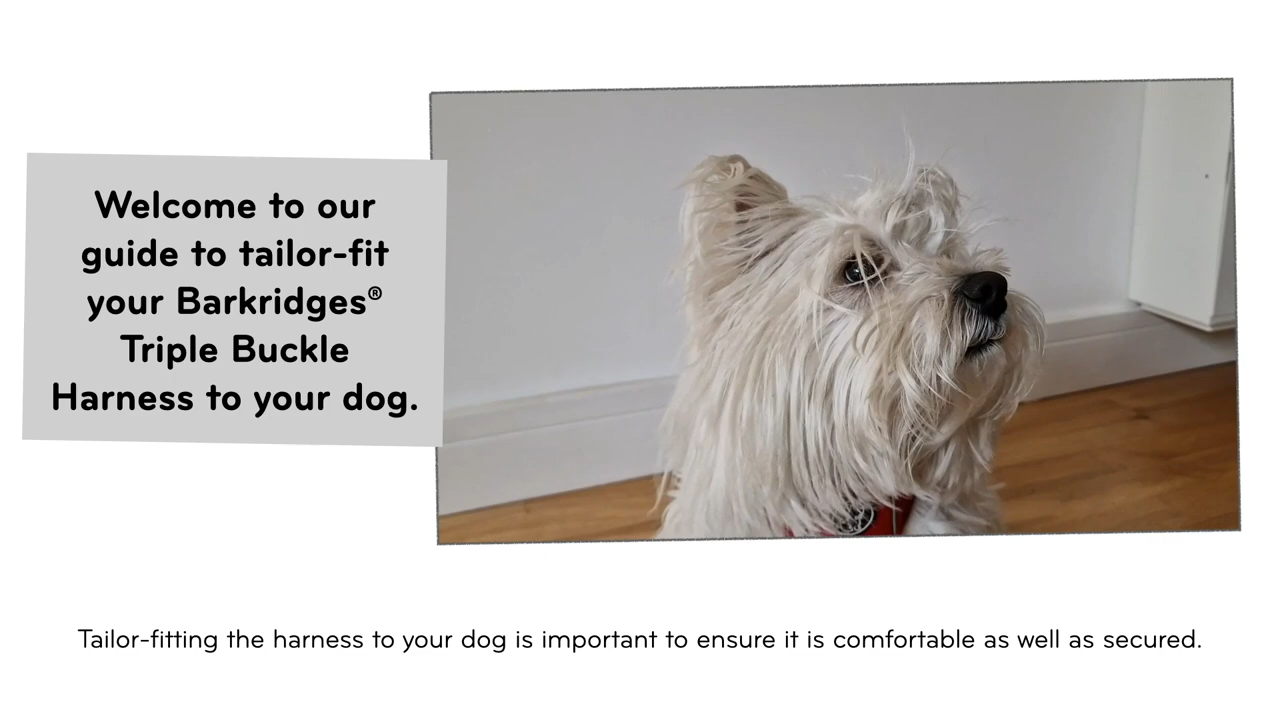 Welcome to our
guide to tailor-fit
your Barkridges®
Triple Buckle
Harness to your dog.
Tailor-fitting the harness to your dog is important to ensure it is comfortable as well as secured.